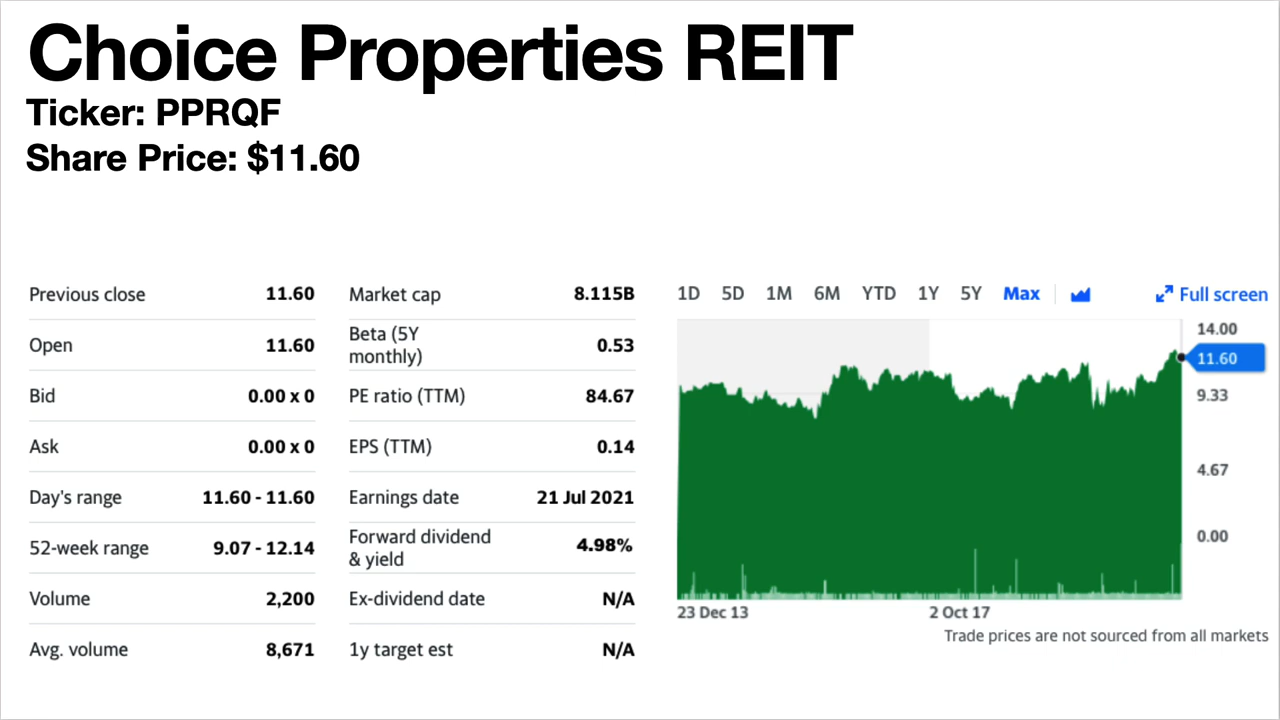 Choice Properties REIT
Ticker: PPRQF
Share Price: $11.60
Previous close 11.60
Open 11.60
Bid 0.00 x 0
Ask 0.00 x 0
Day's range 11.60 - 11.60
52-week range 9.07 - 12.14
Volume 2,200
Avg. volume 8,671
Market cap 8.115B
Beta (5Y
monthly) 0.53
PE ratio (TTM) 84.67
EPS (TTM) 0.14
Earnings date 21 Jul 2021
Forward dividend
& yield 4.98%
Ex-dividend date N/A
1y target est N/A
1D 5D 1M 6M YTD 1Y 5Y Max Full screen
14.00
11.60
9.33
4.67
0.00
23 Dec 13 2 Oct 17
Trade prices are not sourced from all markets